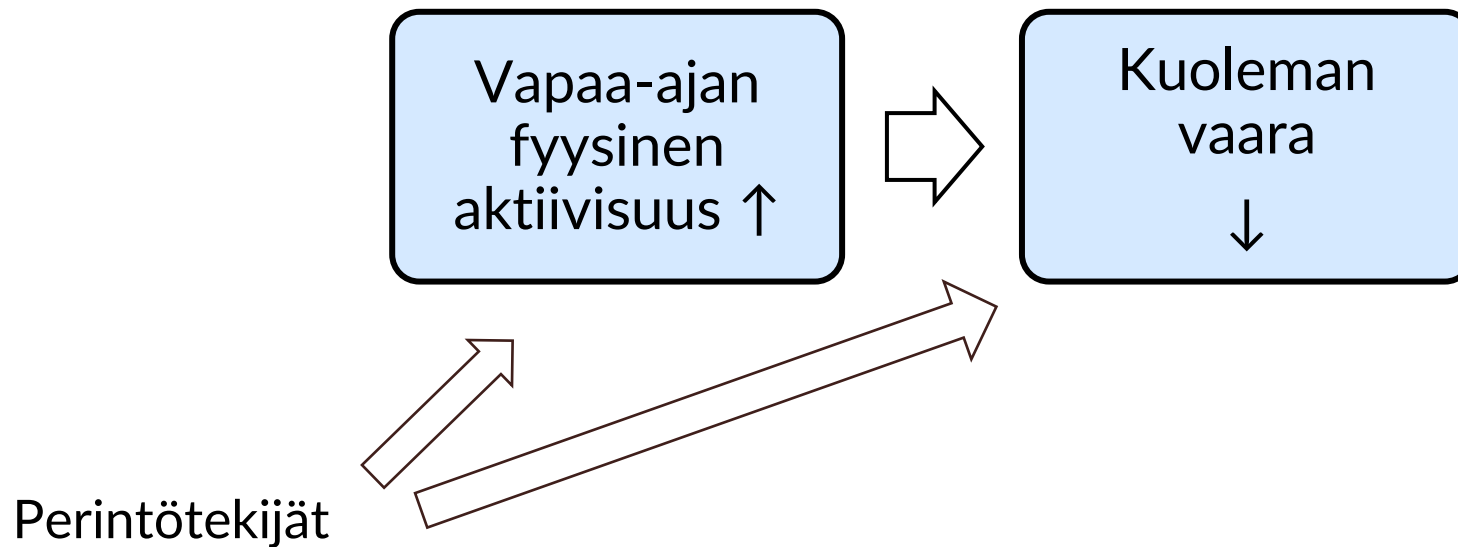 Vapaa-ajan
fyysinen
aktiivisuus ↑
Kuoleman
vaara
↓
Perintötekijät